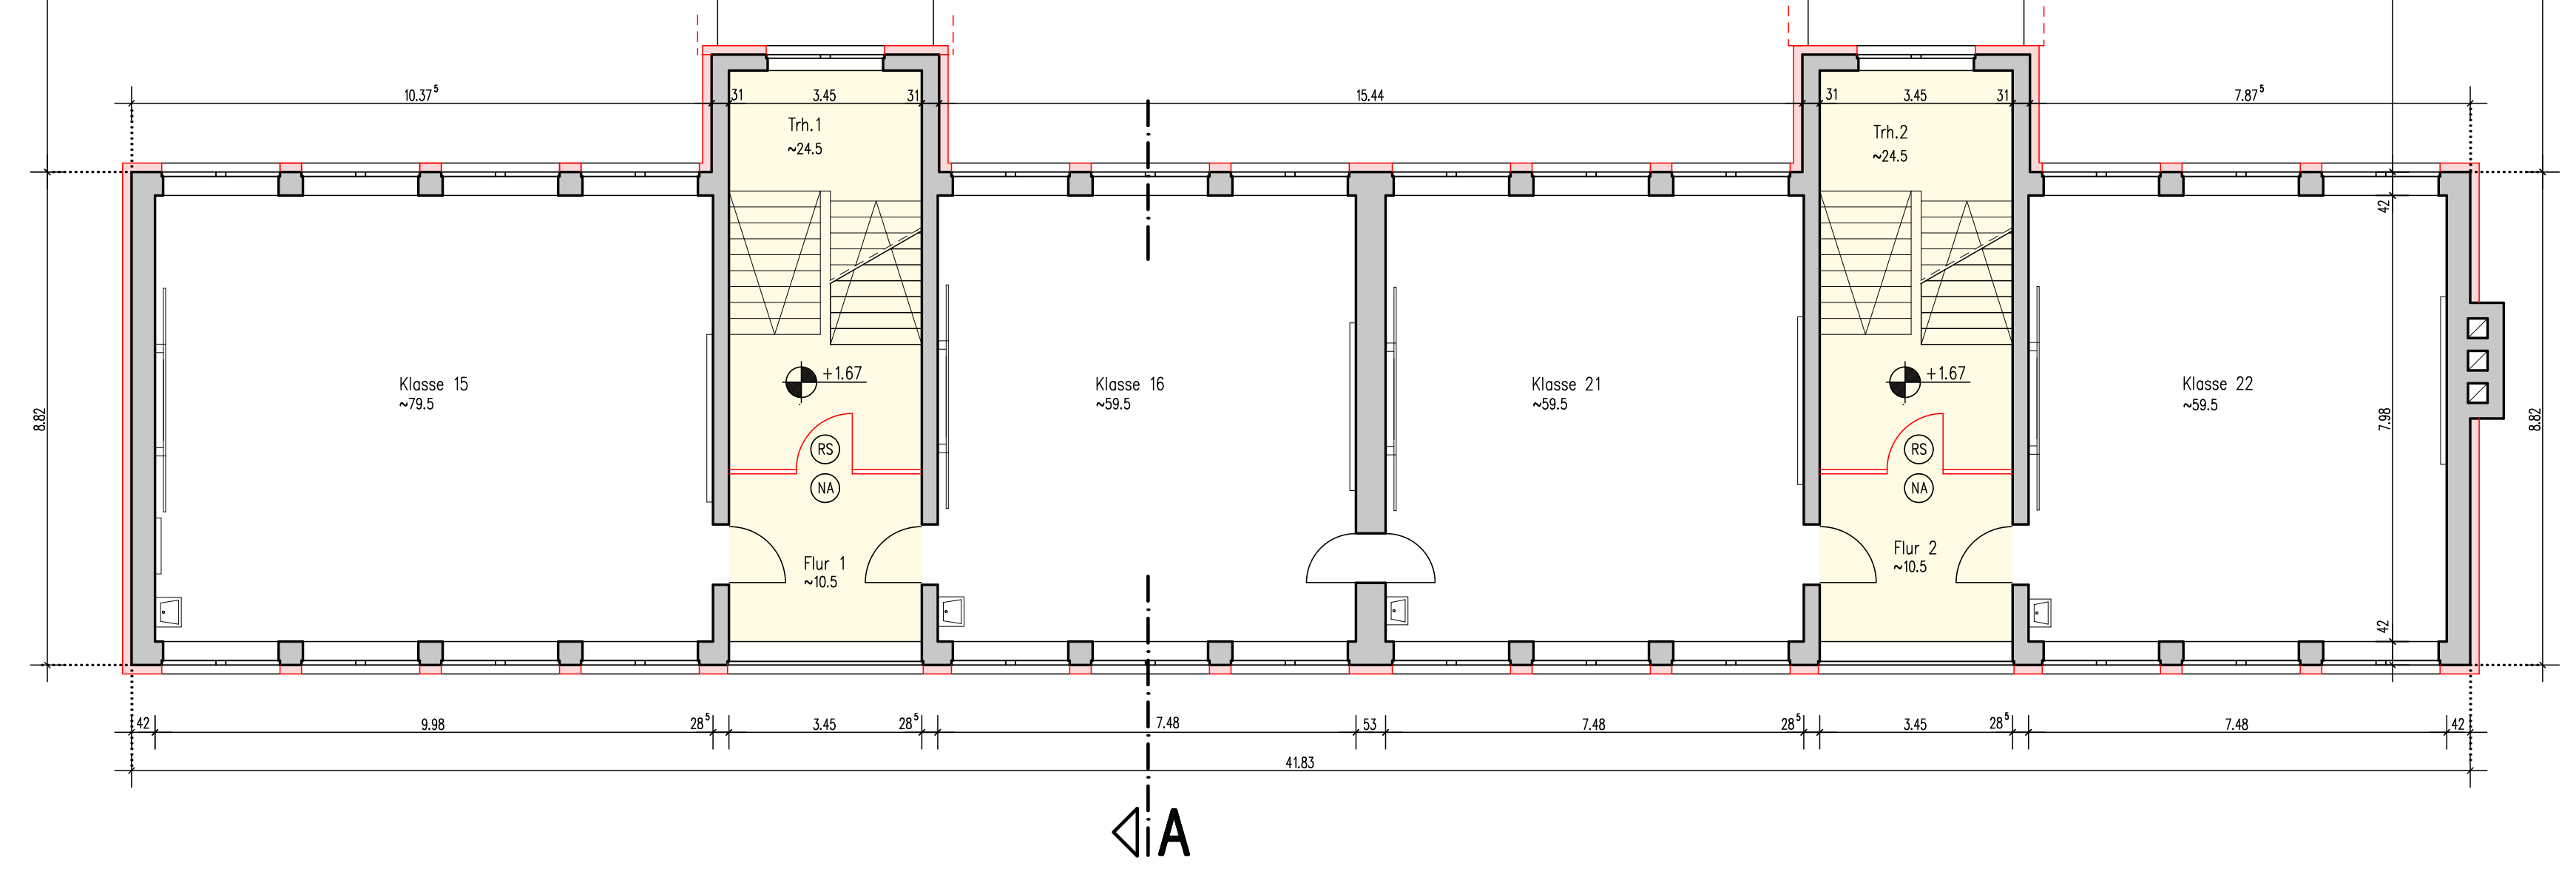 10.37⁵
31
3.45
31
15.44
31
3.45
31
7.87⁵
Trh.1
~24.5
Trh.2
~24.5
42
8.82
Klasse 15
~79.5
+1.67
Klasse 16
~59.5
Klasse 21
~59.5
+1.67
Klasse 22
~59.5
7.98
8.82
RS
NA
RS
NA
Flur 1
~10.5
Flur 2
~10.5
42
42
9.98
28⁵
3.45
28⁵
7.48
53
7.48
28⁵
3.45
28⁵
7.48
42
41.83
A